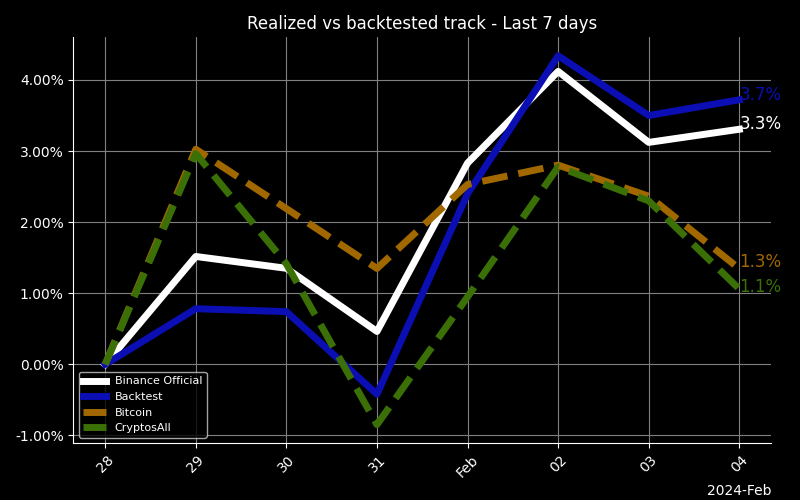 Realized vs backtested track - Last 7 days
4.00%
3.00%
2.00%
1.00%
0.00%
-1.00%
3.7%
3.3%
1.3%
1.1%
Binance Official
Backtest
Bitcoin
CryptosAll
28
29
30
31
Feb
02
03
04
2024-Feb